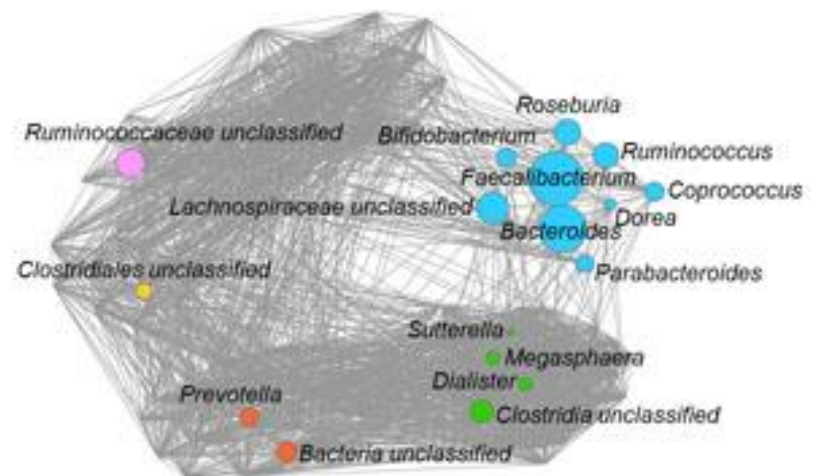 Roseburia
Ruminococcaceae unclassified
Bifidobacterium
Ruminococcus
Faecalibacterium
Coprococcus
Lachnospiraceae unclassified
Dorea
Bacteroides
Clostridiales unclassified
Parabacteroides
Sutterella
Megasphaera
Dialister
Prevotella
Clostridia unclassified
Bacteria unclassified